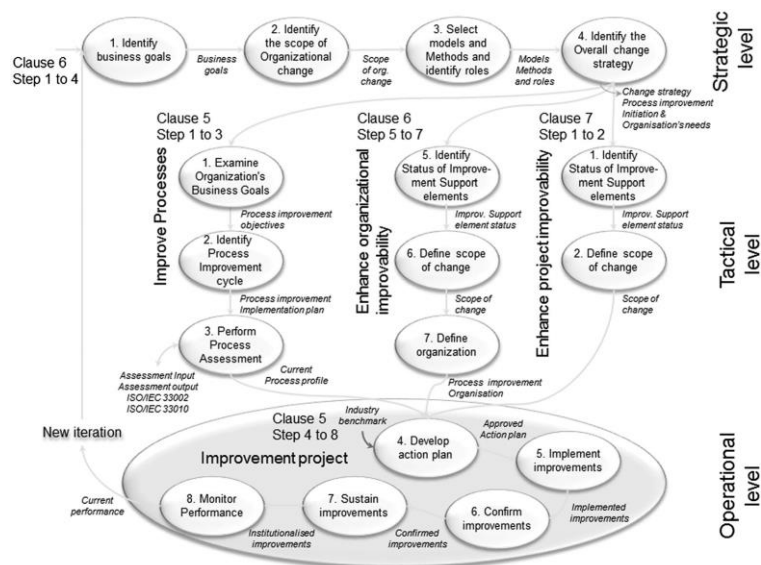 Clause 6
Step 1 to 4
1. Identify
business goals
Business
goals
2. Identify
the scope of
Organizational
change
Scope
of org.
change
3. Select
models and
Methods and
identify roles
Models
Methods
and roles
4. Identify the
Overall change
strategy
Strategic
level
Change strategy
Process improvement
Initiation &
Organisation's needs
Clause 5
Step 1 to 3
Improve Processes
1. Examine
Organization's
Business Goals
Process improvement
objectives
2. Identify
Process
Improvement
cycle
Process improvement
Implementation plan
3. Perform
Process
Assessment
Assessment Input
Assessment output
ISO/IEC 33002
ISO/IEC 33010
Current
Process profile
Clause 6
Step 5 to 7
Enhance organizational
improvability
5. Identify
Status of Improve-
ment Support
elements
Improv. Support
element status
6. Define scope
of change
Scope
of change
7. Define
organization
Process improvement
Organisation
Clause 7
Step 1 to 2
Enhance project improvability
1. Identify
Status of Improve-
ment Support
elements
Improv. Support
element status
2. Define scope
of change
Scope of
change
Tactical
level
New iteration
Current
performance
Clause 5
Step 4 to 8
Improvement project
Industry
benchmark
4. Develop
action plan
Approved
Action plan
5. Implement
improvements
Implemented
improvements
6. Confirm
improvements
Confirmed
improvements
7. Sustain
improvements
Institutionalised
improvements
8. Monitor
Performance
Operational
level